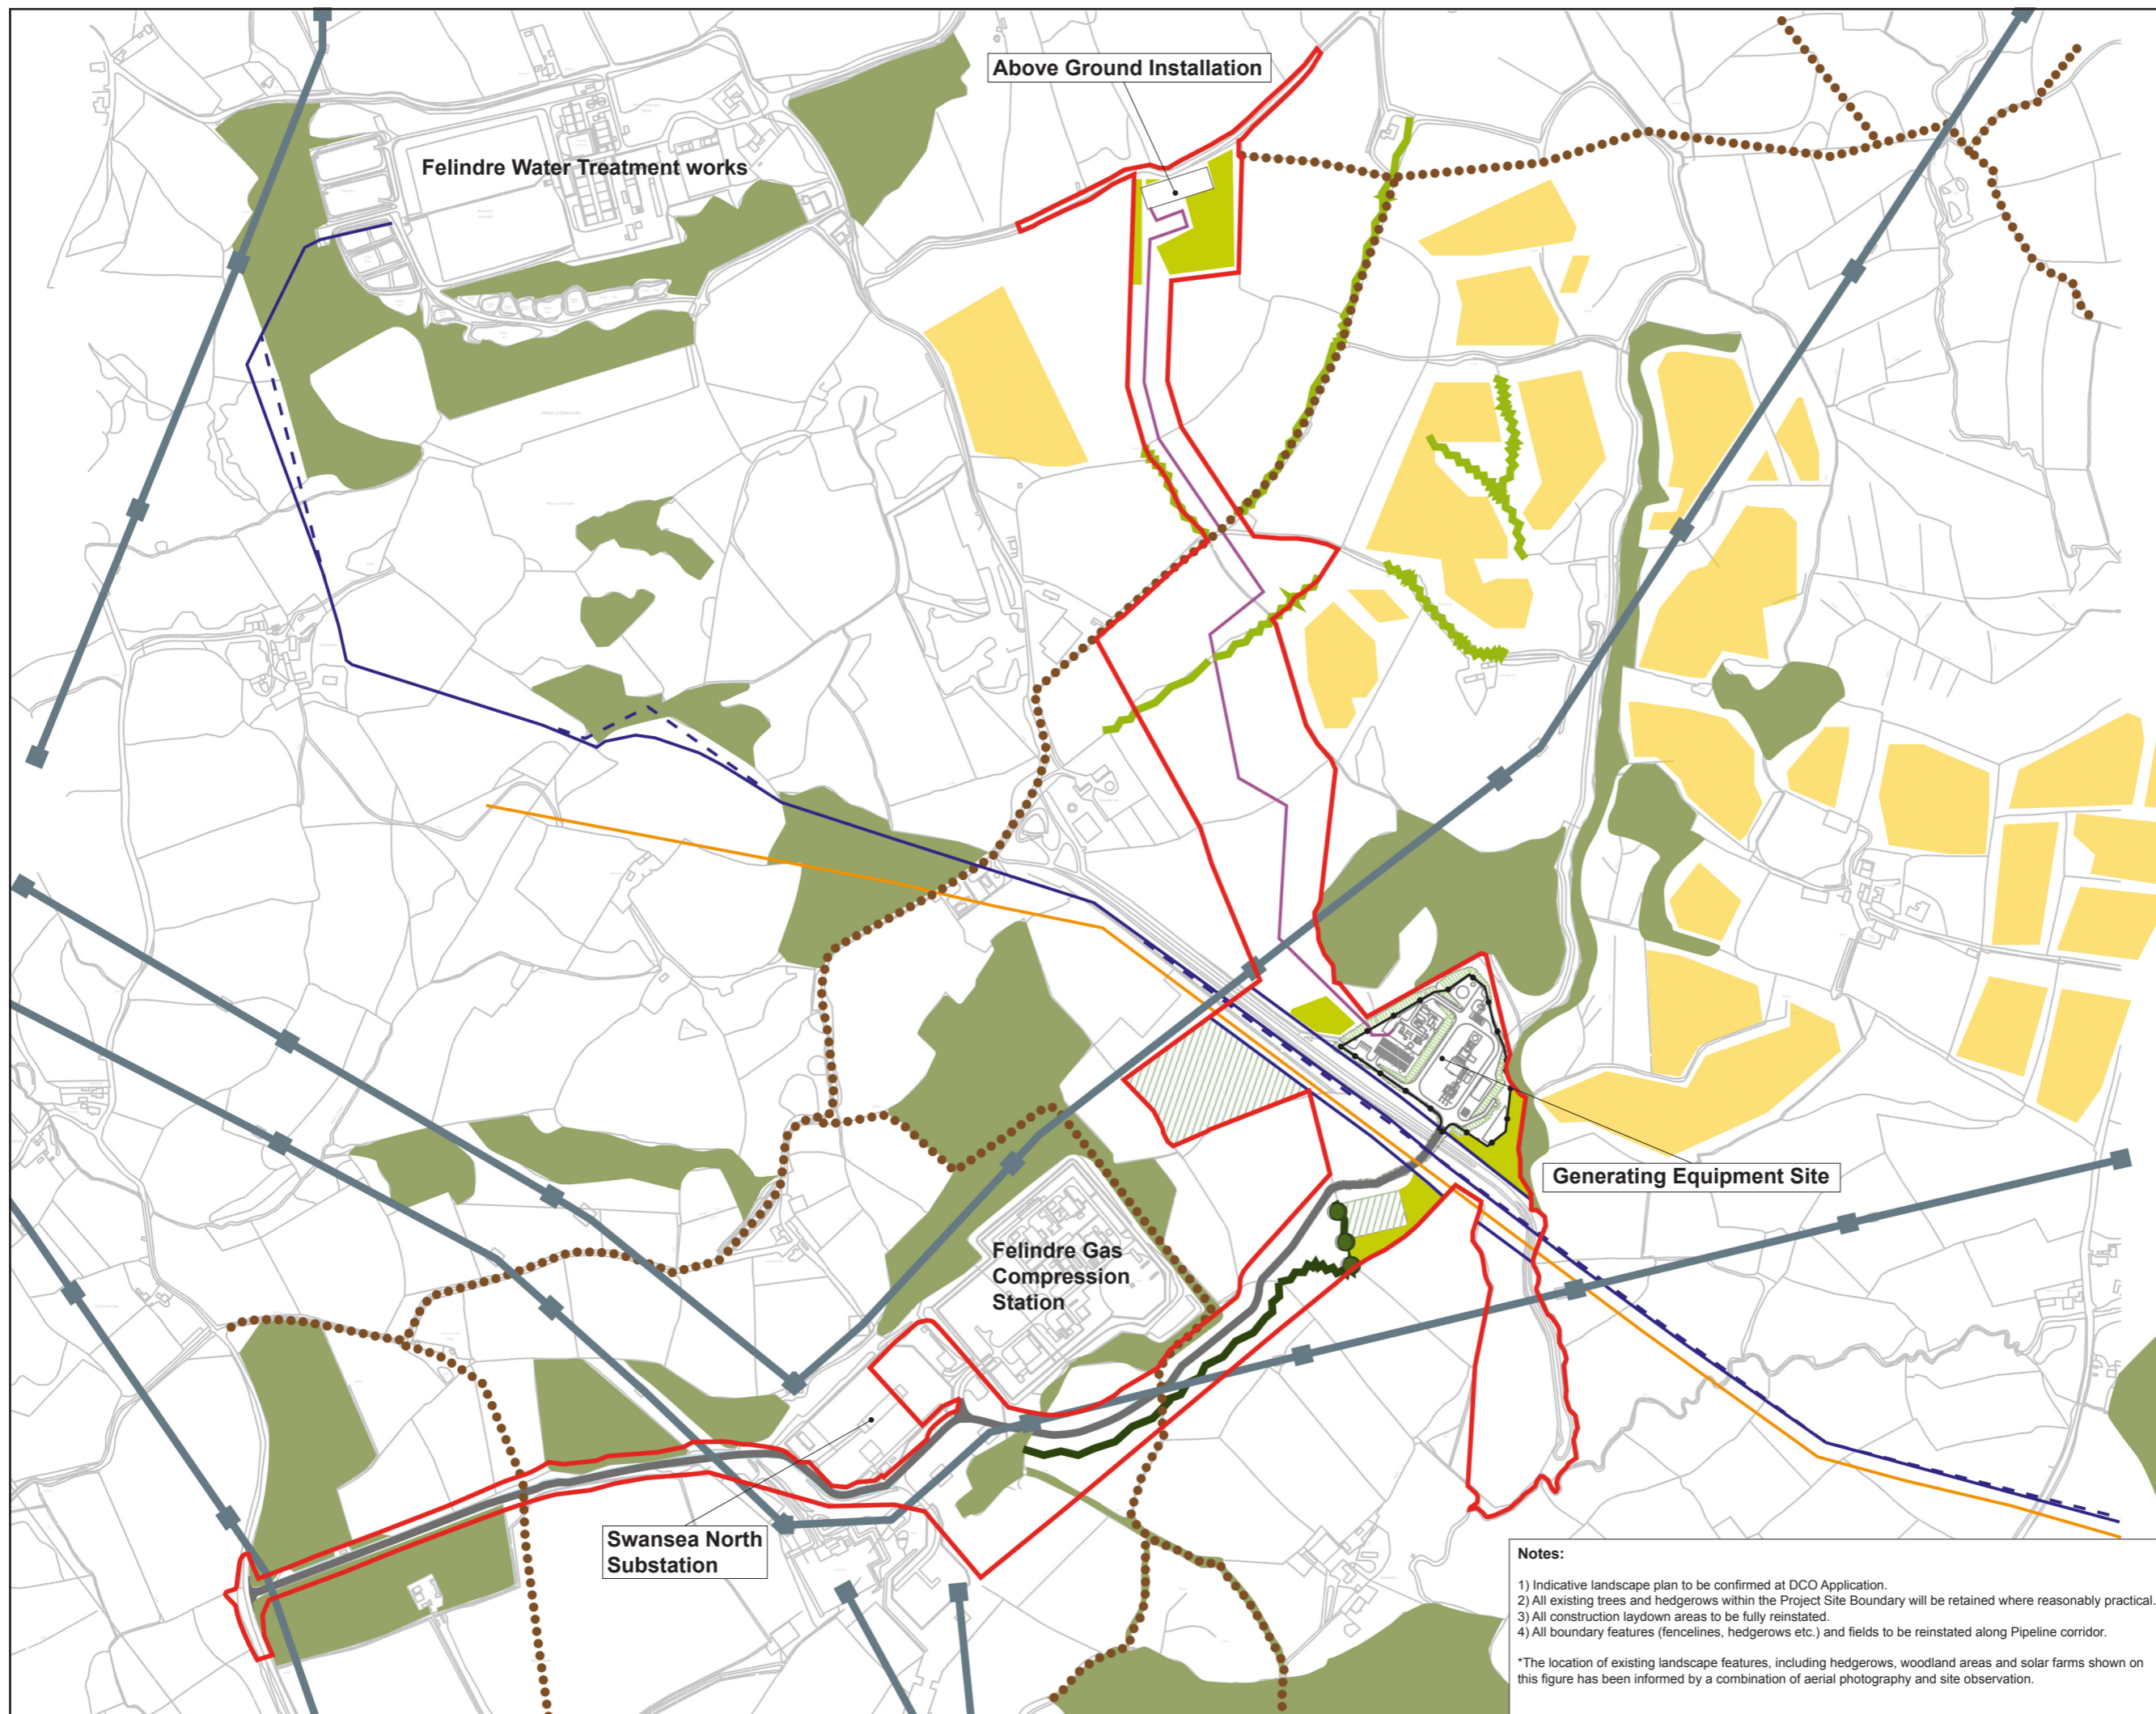 Above Ground Installation
Felindre Water Treatment works
Generating Equipment Site
Felindre Gas
Compression
Station
Swansea North
Substation
Notes:
1) Indicative landscape plan to be confirmed at DCO Application.
2) All existing trees and hedgerows within the Project Site Boundary will be retained where reasonably practical.
3) All construction laydown areas to be fully reinstated.
4) All boundary features (fencelines, hedgerows etc.) and fields to be reinstated along Pipeline corridor.
*The location of existing landscape features, including hedgerows, woodland areas and solar farms shown on
this figure has been informed by a combination of aerial photography and site observation.